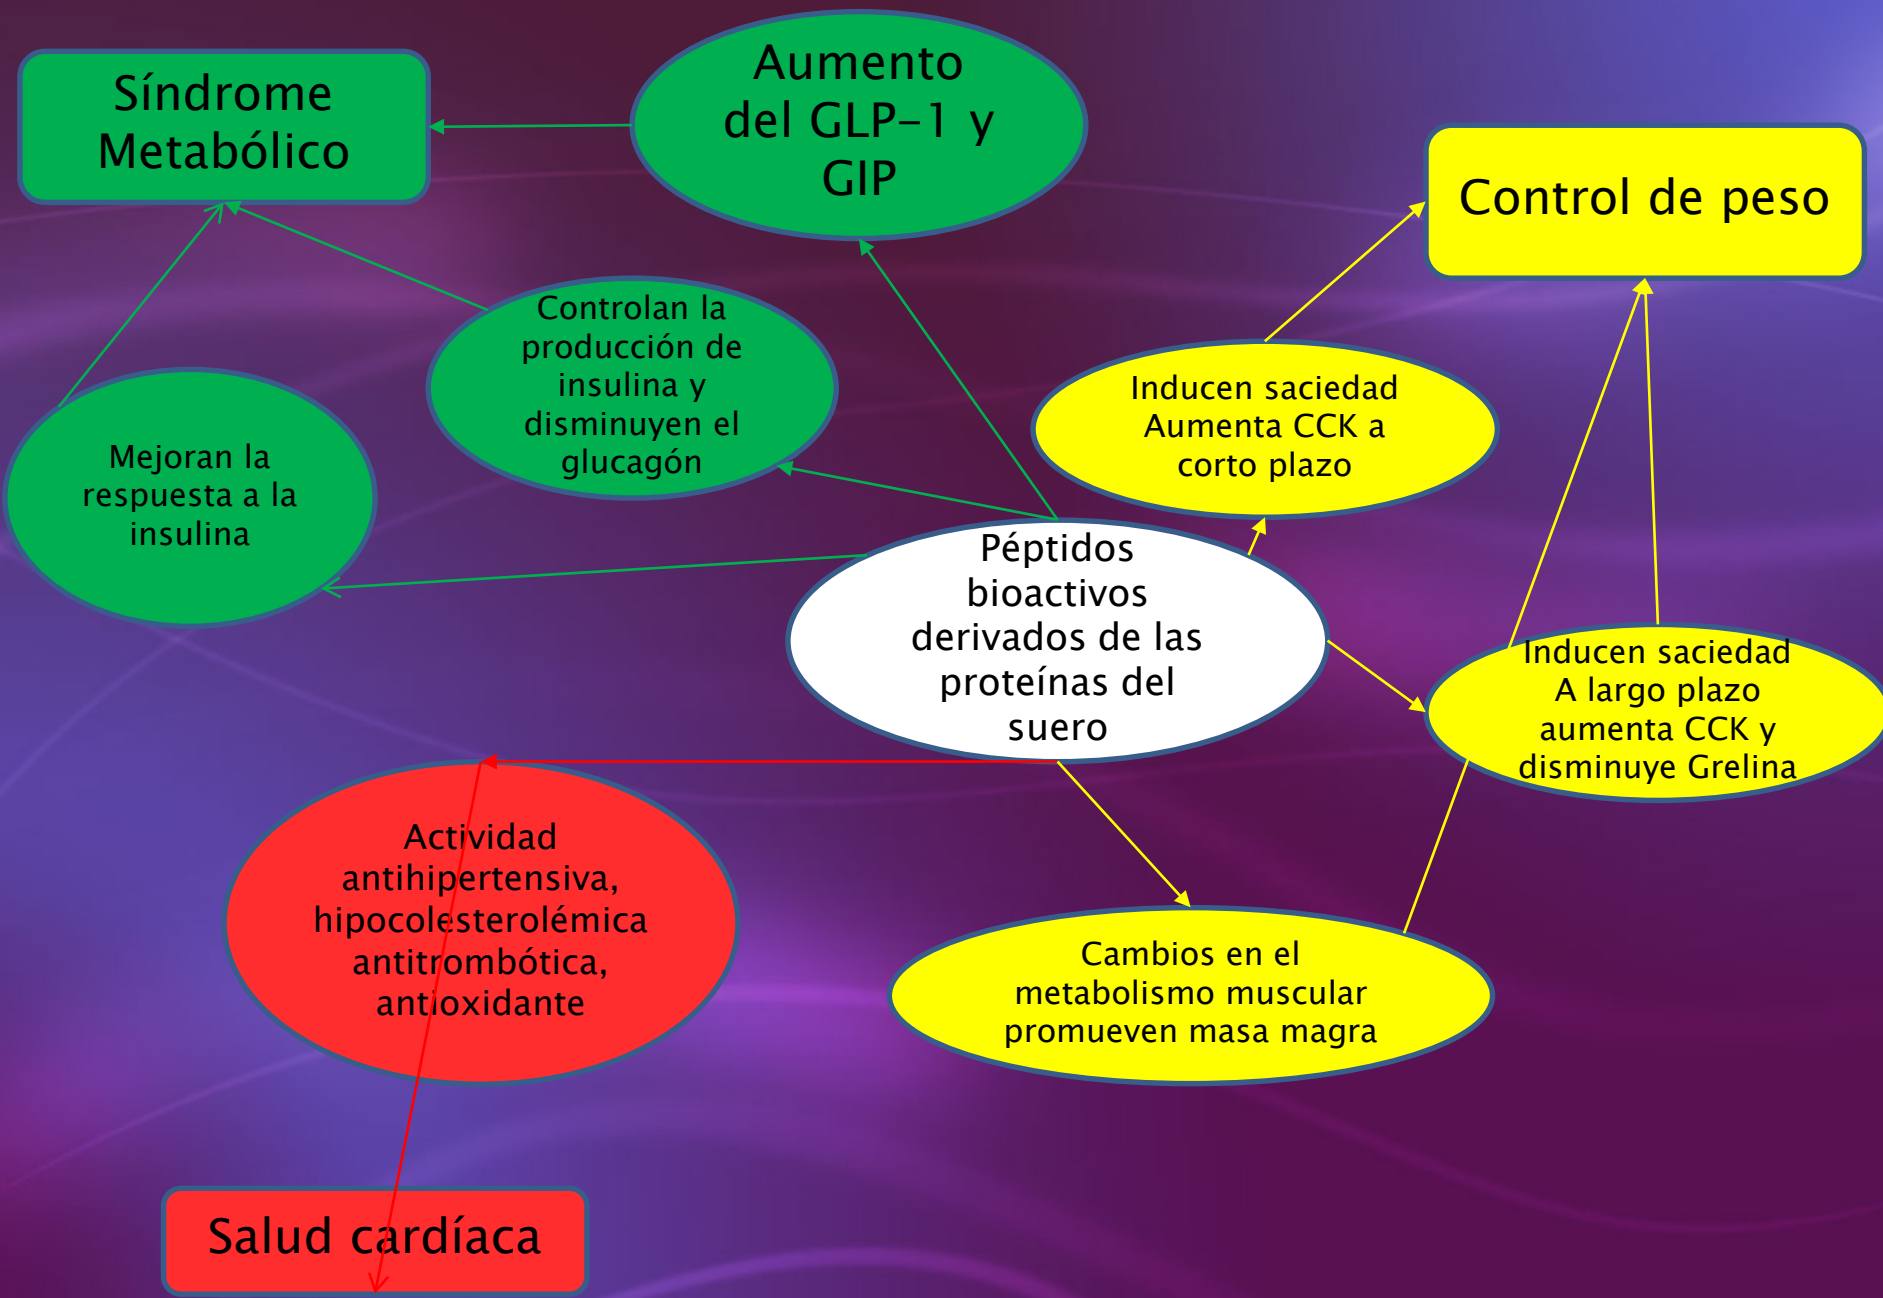 Síndrome
Metabólico
Aumento
del GLP-1 y
GIP
Control de peso
Controlan la
producción de
insulina y
disminuyen el
glucagón
Mejoran la
respuesta a la
insulina
Inducen saciedad
Aumenta CCK a
corto plazo
Péptidos
bioactivos
derivados de las
proteínas del
suero
Inducen saciedad
A largo plazo
aumenta CCK y
disminuye Grelina
Actividad
antihipertensiva,
hipocolesterolémica
antitrombótica,
antioxidante
Cambios en el
metabolismo muscular
promueven masa magra
Salud cardíaca